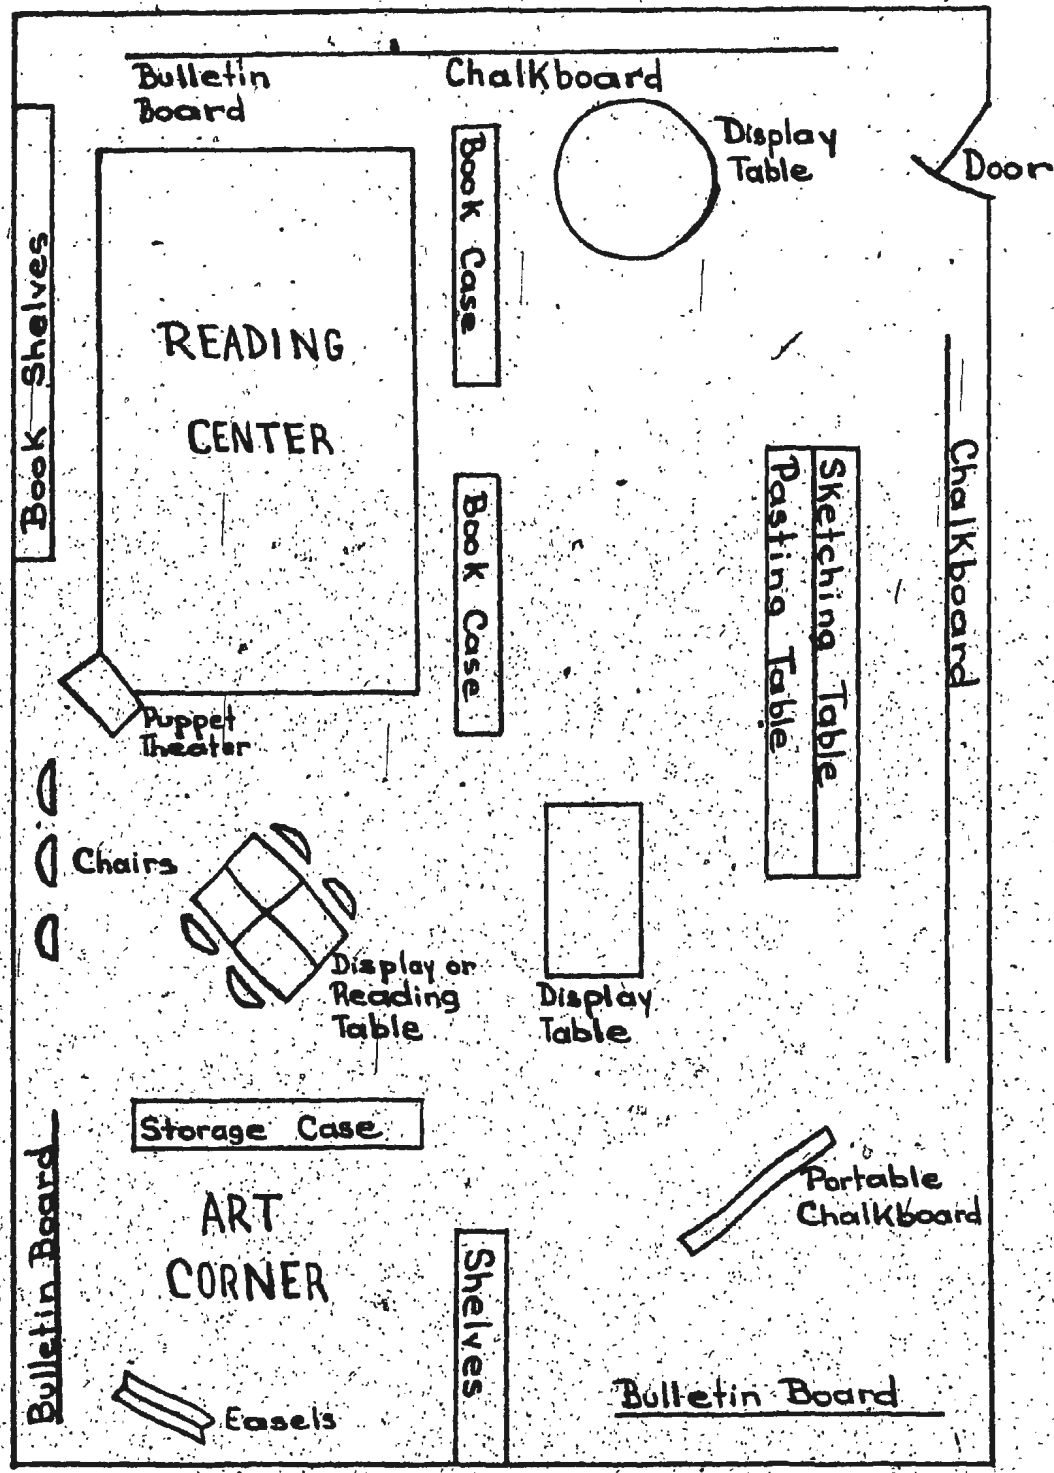 Bulletin
Board
Chalkboard
Display
Table
Door
Book Case
Book Shelves
READING
CENTER
Book Case
Sketching Table
Pasting Table
Chalkboard
Puppet
Theater
Chairs
Display or
Reading
Table
Display
Table
Storage Case
ART
CORNER
Bulletin Board
Shelves
Portable
Chalkboard
Easels
Bulletin Board